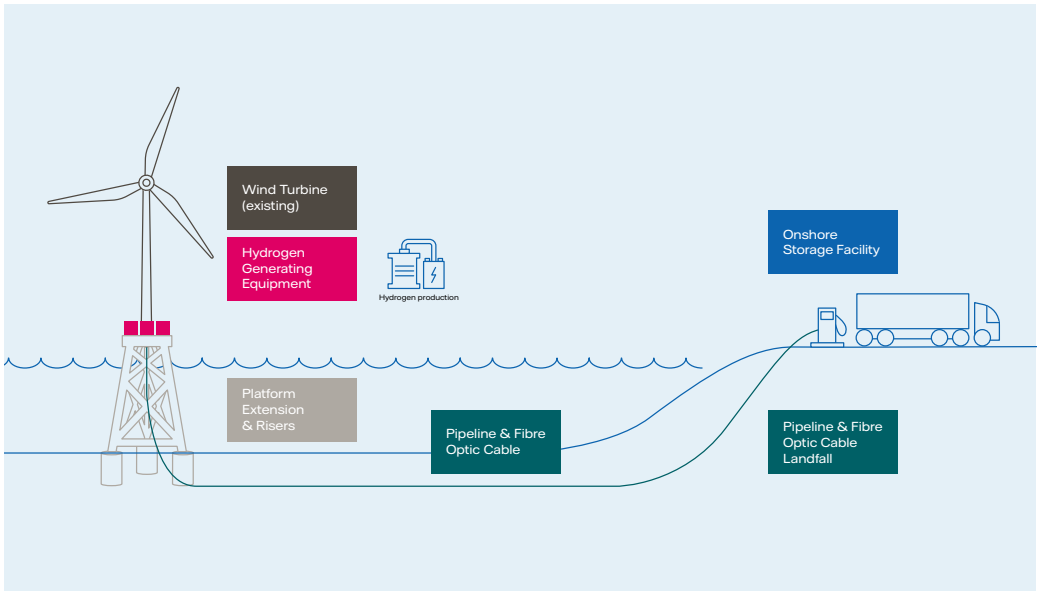 Wind Turbine
(existing)
Hydrogen
Generating
Equipment
Hydrogen production
Onshore
Storage Facility
Platform
Extension
& Risers
Pipeline & Fibre
Optic Cable
Pipeline & Fibre
Optic Cable
Landfall